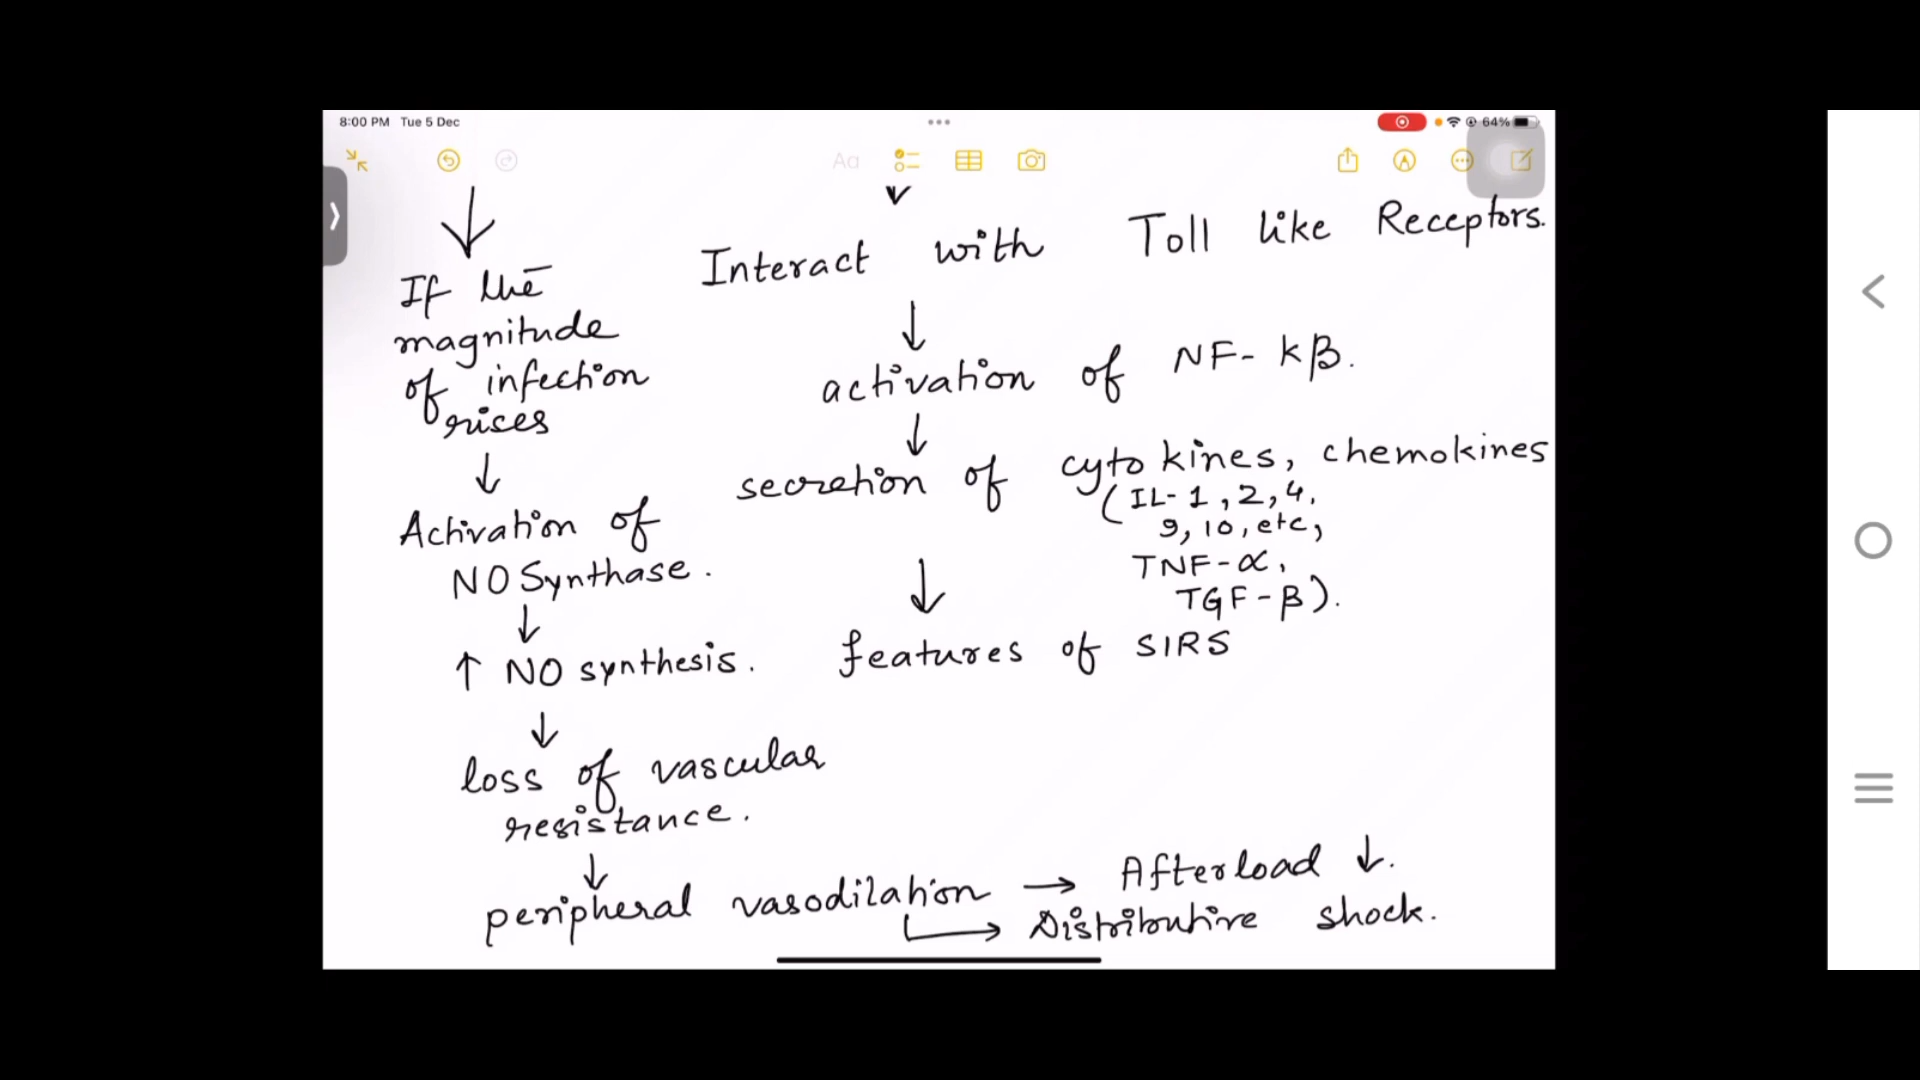 8:00 PM Tue 5 Dec
64%
Aa
If the
magnitude
of infection
rises
Activation of
NO Synthase.
↑ NO synthesis.
loss of vascular
resistance.
peripheral vasodilation → Afterload ↓.
Distributive shock.
Interact with Toll like Receptors.
activation of NF-κβ.
secretion of cytokines, chemokines
(IL-1, 2, 4,
9, 10, etc,
TNF-α,
TGF-β).
features of SIRS